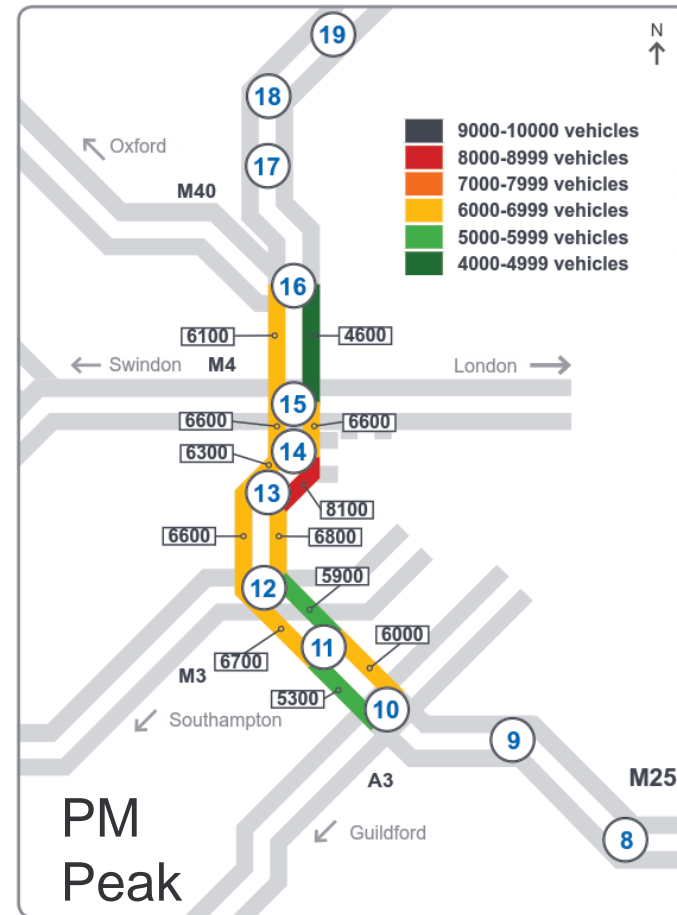 19
N
18
9000-10000 vehicles
8000-8999 vehicles
7000-7999 vehicles
6000-6999 vehicles
5000-5999 vehicles
4000-4999 vehicles
Oxford
17
M40
16
6100
4600
Swindon
M4
London
15
6600
6600
14
6300
13
8100
6600
6800
12
5900
11
6000
6700
M3
5300
10
Southampton
9
M25
A3
PM
Peak
Guildford
8